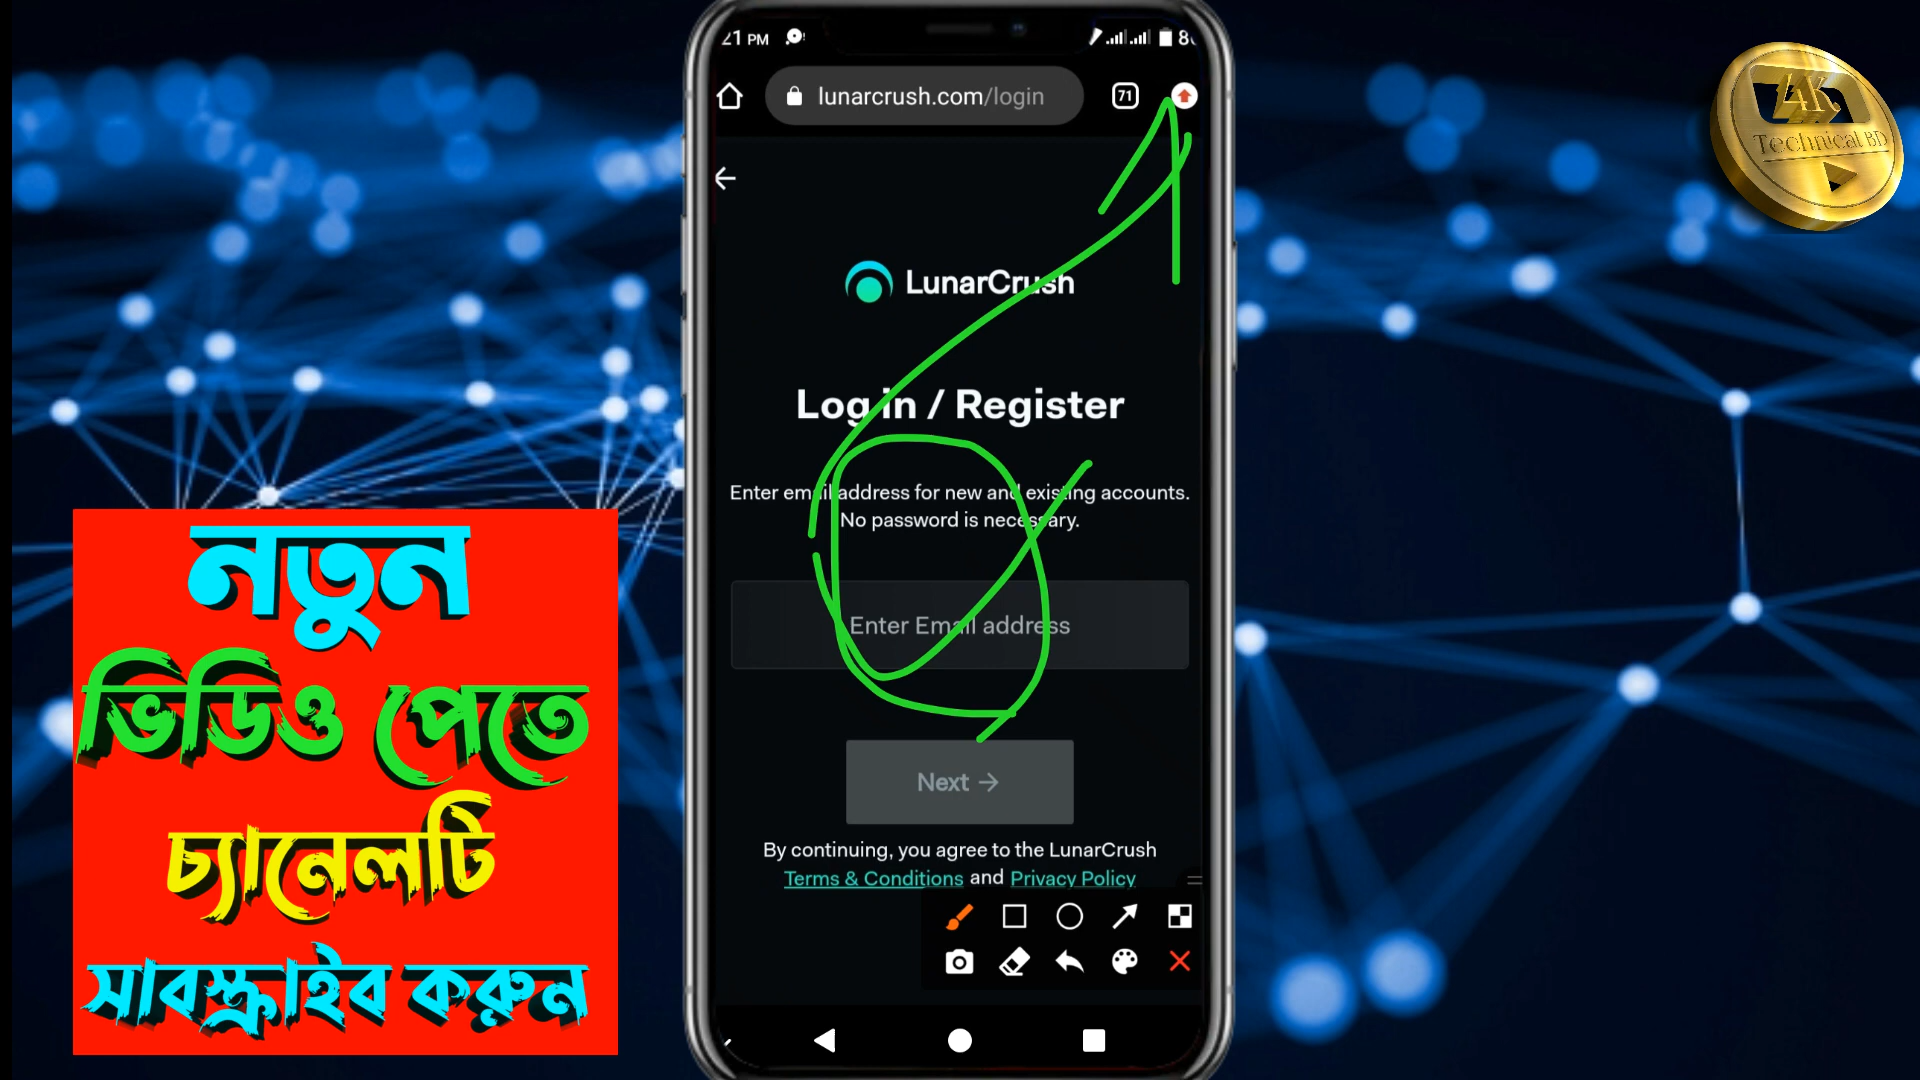 21 PM
lunarcrush.com/login
71
LunarCrush
Log in / Register
Enter email address for new and existing accounts.
No password is necessary.
Enter Email address
Next →
By continuing, you agree to the LunarCrush
Terms & Conditions and Privacy Policy
4K
Technical BD
নতুন
ভিডিও পেতে
চ্যানেলটি
সাবস্ক্রাইব করুন